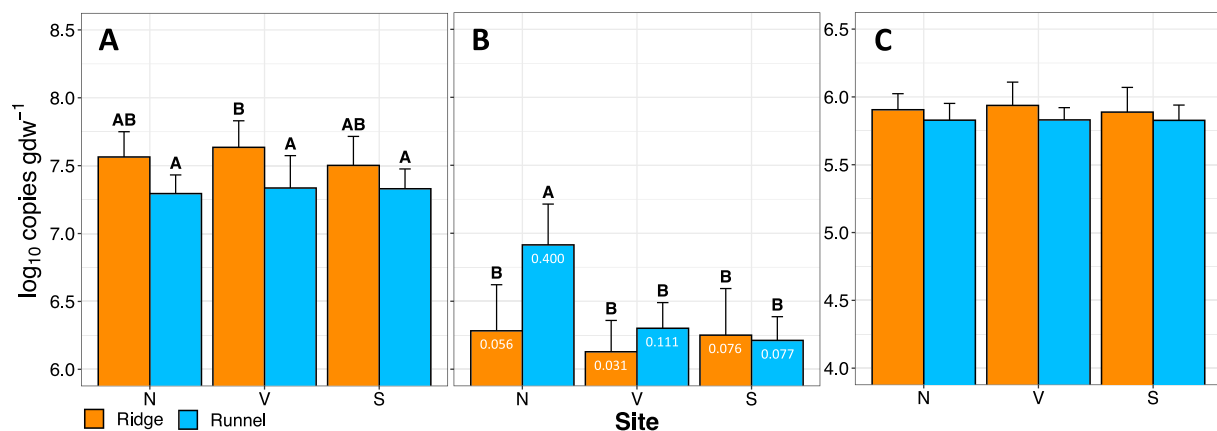 A
B
C
log10 copies gdw−1
8.5
8.0
7.5
7.0
6.5
6.0
AB
A
B
A
AB
A
B
A
B
B
B
B
0.056
0.400
0.031
0.111
0.076
0.077
6.5
6.0
5.5
5.0
4.5
4.0
N V S
N V S
N V S
Site
Ridge Runnel